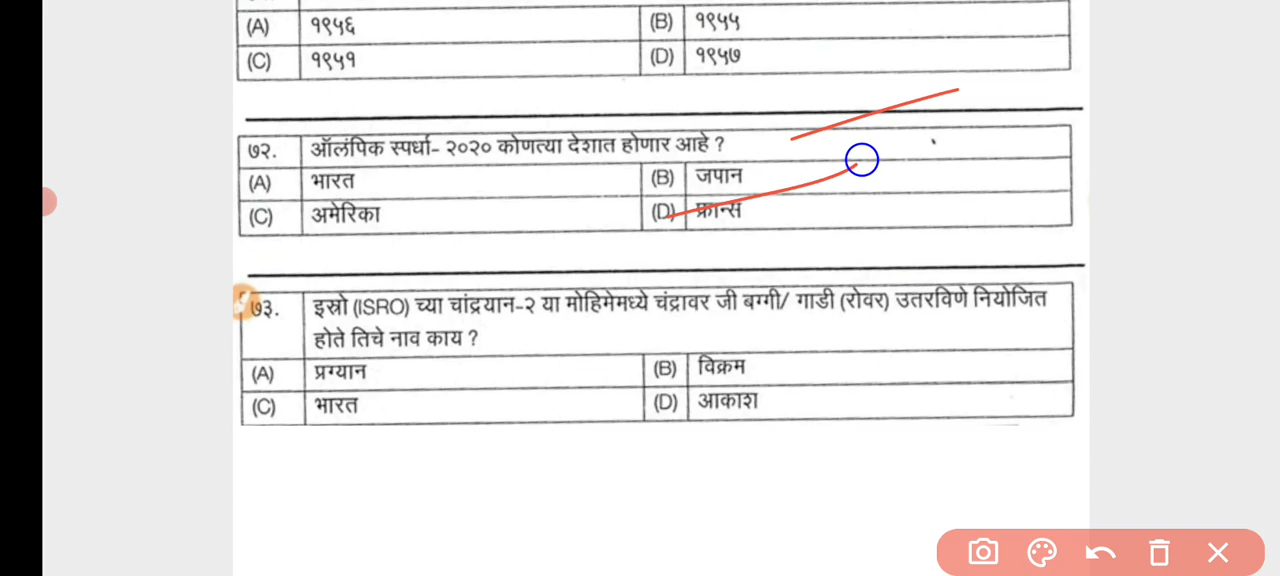 (A) १९५६ (B) १९५५
(C) १९५१ (D) १९५७
७२. ऑलंपिक स्पर्धा- २०२० कोणत्या देशात होणार आहे ?
(A) भारत (B) जपान
(C) अमेरिका (D) फ्रान्स
७३. इस्रो (ISRO) च्या चांद्रयान-२ या मोहिमेमध्ये चंद्रावर जी बग्गी/ गाडी (रोवर) उतरविणे नियोजित
होते तिचे नाव काय ?
(A) प्रग्यान (B) विक्रम
(C) भारत (D) आकाश